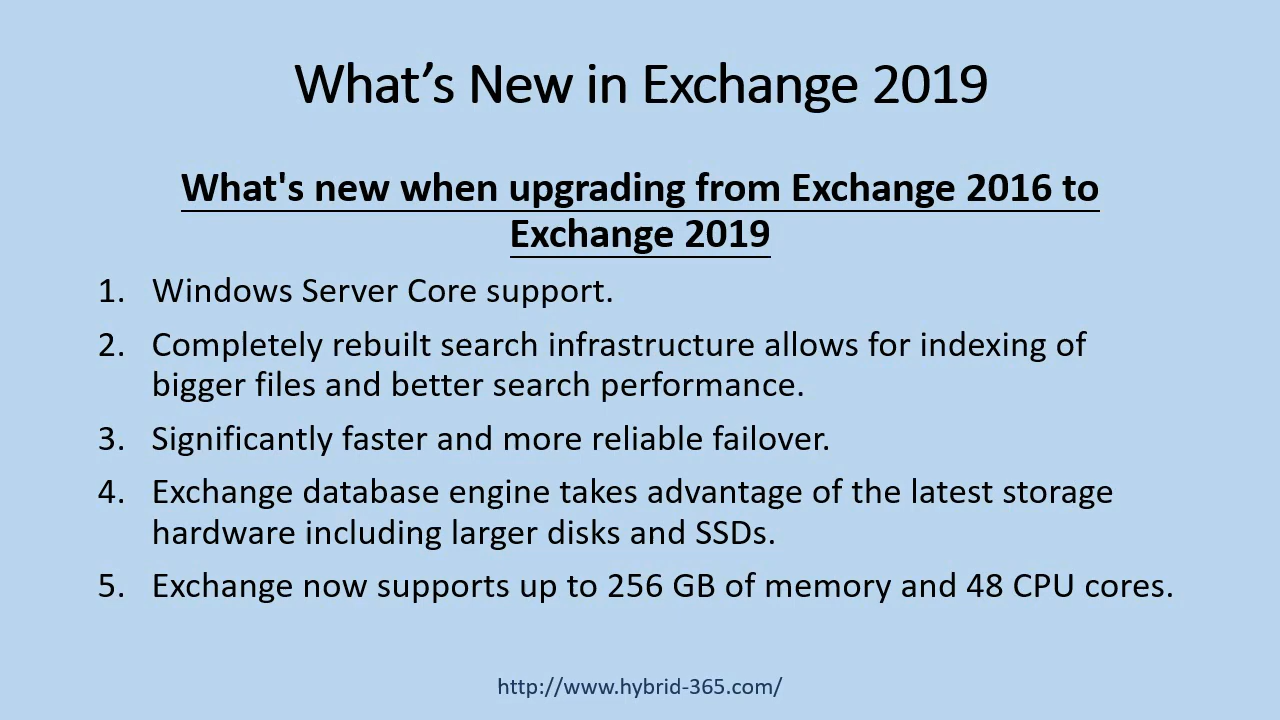 What’s New in Exchange 2019
What's new when upgrading from Exchange 2016 to
Exchange 2019
1. Windows Server Core support.
2. Completely rebuilt search infrastructure allows for indexing of
bigger files and better search performance.
3. Significantly faster and more reliable failover.
4. Exchange database engine takes advantage of the latest storage
hardware including larger disks and SSDs.
5. Exchange now supports up to 256 GB of memory and 48 CPU cores.
http://www.hybrid-365.com/